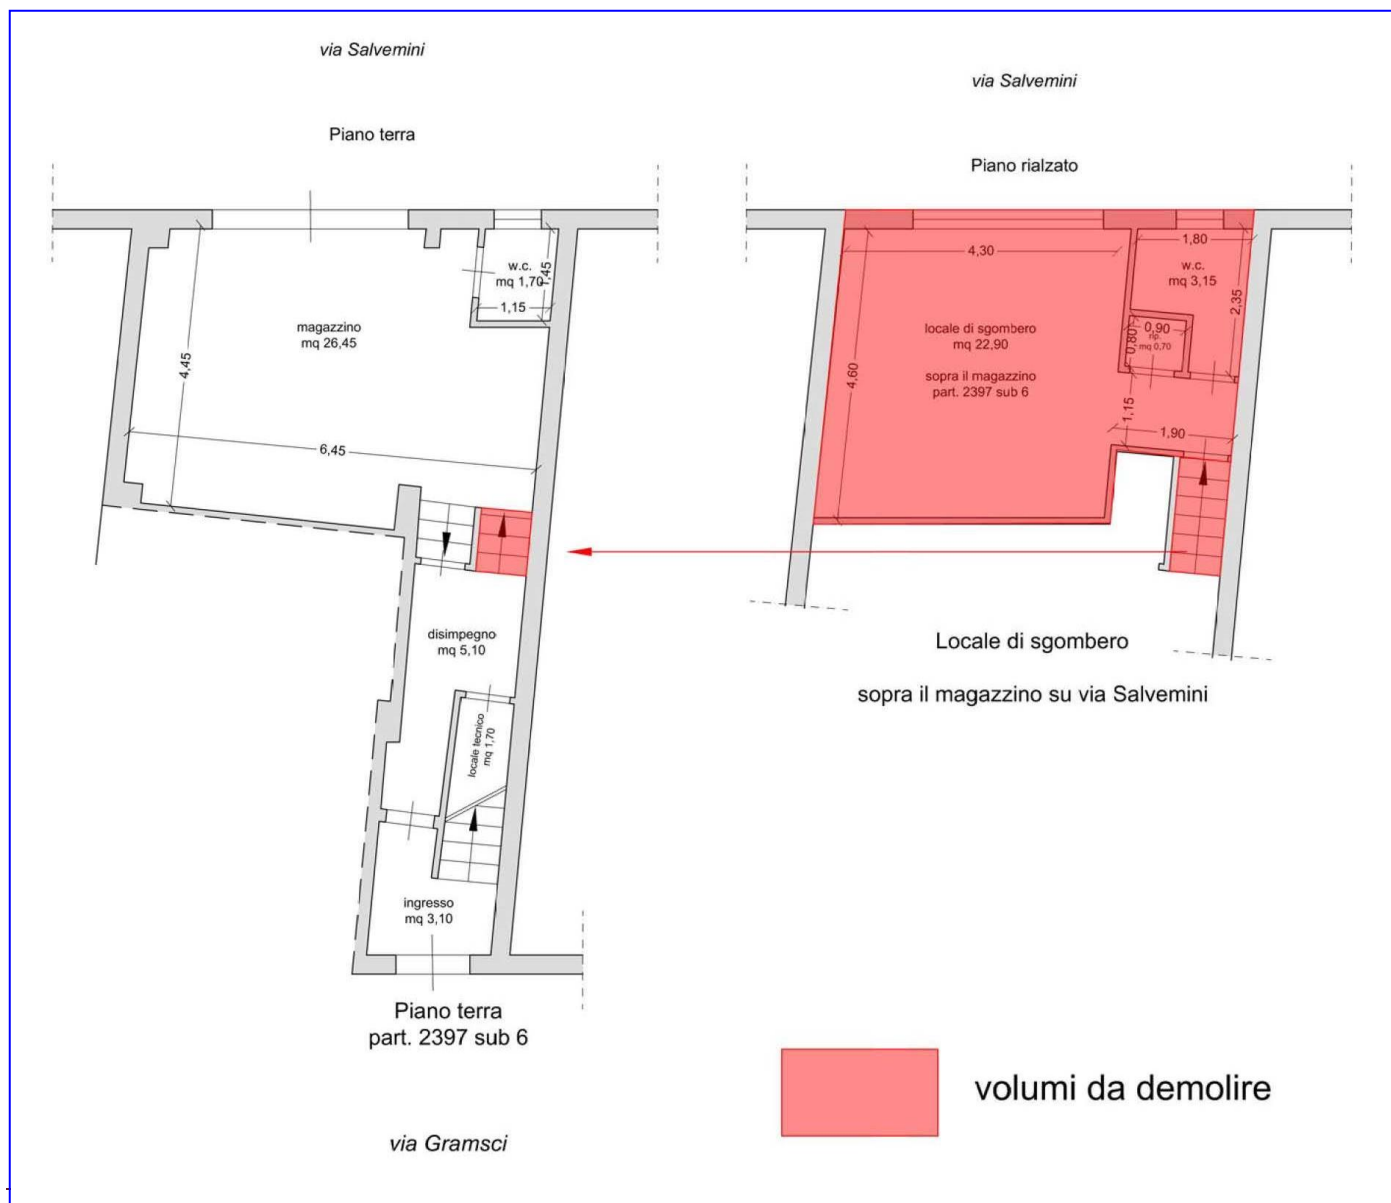 via Salvemini
Piano terra
w.c.
mq 1,70
1,45
1,15
magazzino
mq 26,45
4,45
6,45
disimpegno
mq 5,10
locale tecnico
mq 1,70
ingresso
mq 3,10
Piano terra
part. 2397 sub 6
via Gramsci
via Salvemini
Piano rialzato
4,30
1,80
w.c.
mq 3,15
2,35
locale di sgombero
mq 22,90
sopra il magazzino
part. 2397 sub 6
0,90
0,80
rip.
mq 0,70
4,60
1,15
1,90
Locale di sgombero
sopra il magazzino su via Salvemini
volumi da demolire